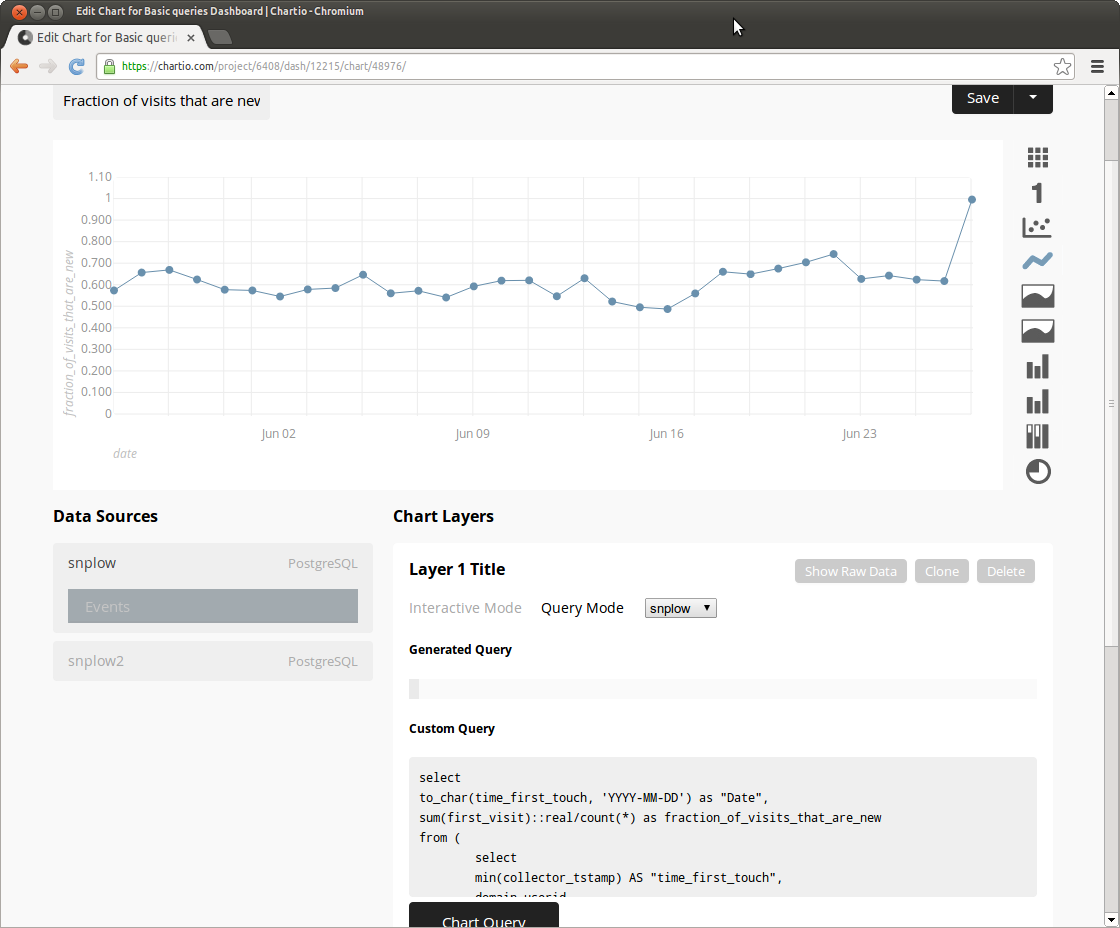 Edit Chart for Basic queries Dashboard | Chartio - Chromium
Edit Chart for Basic queri
https://chartio.com/project/6408/dash/12215/chart/48976/
Fraction of visits that are new
Save
1.10
1
0.900
0.800
0.700
0.600
0.500
0.400
0.300
0.200
0.100
0
fraction_of_visits_that_are_new
Jun 02 Jun 09 Jun 16 Jun 23
date
1
Data Sources
snplow PostgreSQL
Events
snplow2 PostgreSQL
Chart Layers
Layer 1 Title Show Raw Data Clone Delete
Interactive Mode Query Mode snplow
Generated Query
Custom Query
select
to_char(time_first_touch, 'YYYY-MM-DD') as "Date",
sum(first_visit)::real/count(*) as fraction_of_visits_that_are_new
from (
select
min(collector_tstamp) AS "time_first_touch",
domain_userid
Chart Query